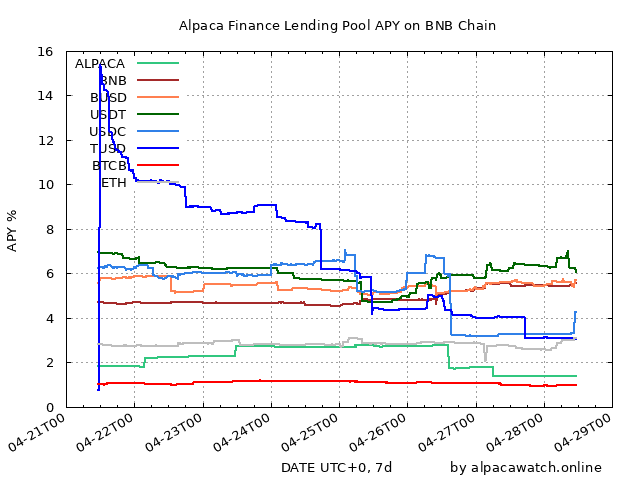 Alpaca Finance Lending Pool APY on BNB Chain
16
14
12
10
8
6
4
2
0
APY %
ALPACA
BNB
BUSD
USDT
USDC
TUSD
BTCB
ETH
04-21T00
04-22T00
04-23T00
04-24T00
04-25T00
04-26T00
04-27T00
04-28T00
04-29T00
DATE UTC+0, 7d
by alpacawatch.online